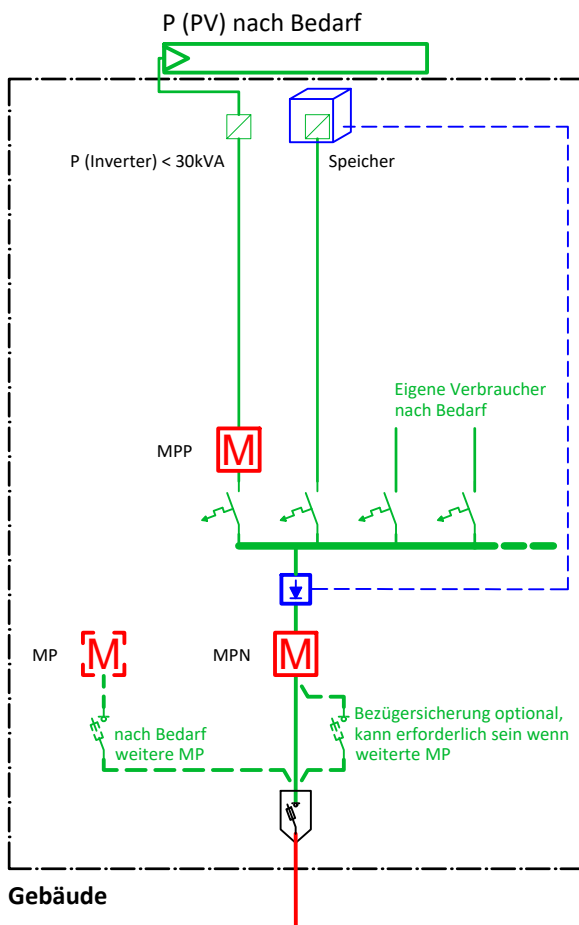 P (PV) nach Bedarf
P (Inverter) < 30kVA
Speicher
Eigene Verbraucher
nach Bedarf
MPP
M
MP
M
MPN
M
nach Bedarf
weitere MP
Bezügersicherung optional,
kann erforderlich sein wenn
weiterte MP
Gebäude